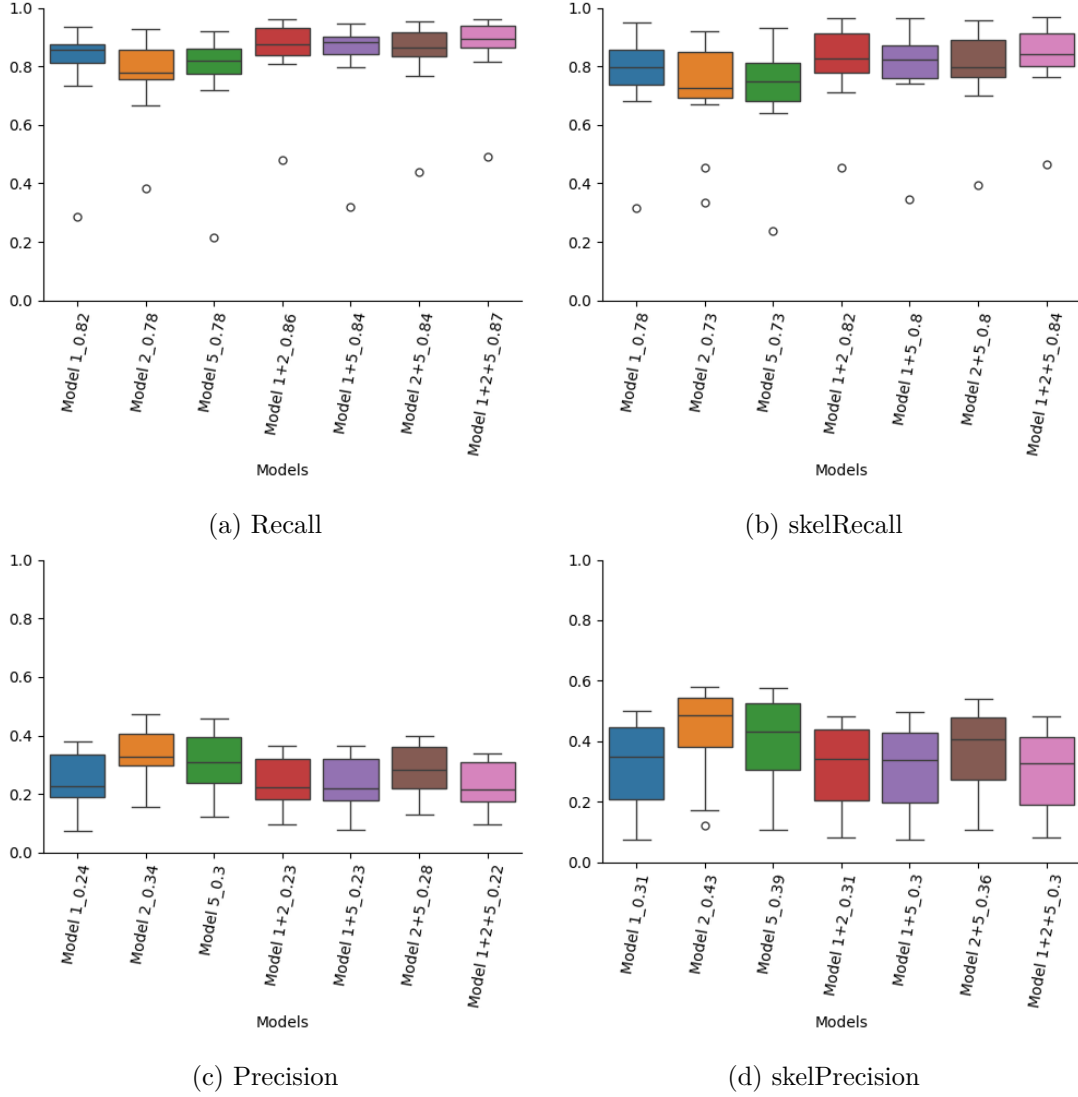 1.0
0.8
0.6
0.4
0.2
0.0
Model 1_0.82
Model 2_0.78
Model 5_0.78
Model 1+2_0.86
Model 1+5_0.84
Model 2+5_0.84
Model 1+2+5_0.87
Models
(a) Recall
1.0
0.8
0.6
0.4
0.2
0.0
Model 1_0.78
Model 2_0.73
Model 5_0.73
Model 1+2_0.82
Model 1+5_0.8
Model 2+5_0.8
Model 1+2+5_0.84
Models
(b) skelRecall
1.0
0.8
0.6
0.4
0.2
0.0
Model 1_0.24
Model 2_0.34
Model 5_0.3
Model 1+2_0.23
Model 1+5_0.23
Model 2+5_0.28
Model 1+2+5_0.22
Models
(c) Precision
1.0
0.8
0.6
0.4
0.2
0.0
Model 1_0.31
Model 2_0.43
Model 5_0.39
Model 1+2_0.31
Model 1+5_0.3
Model 2+5_0.36
Model 1+2+5_0.3
Models
(d) skelPrecision